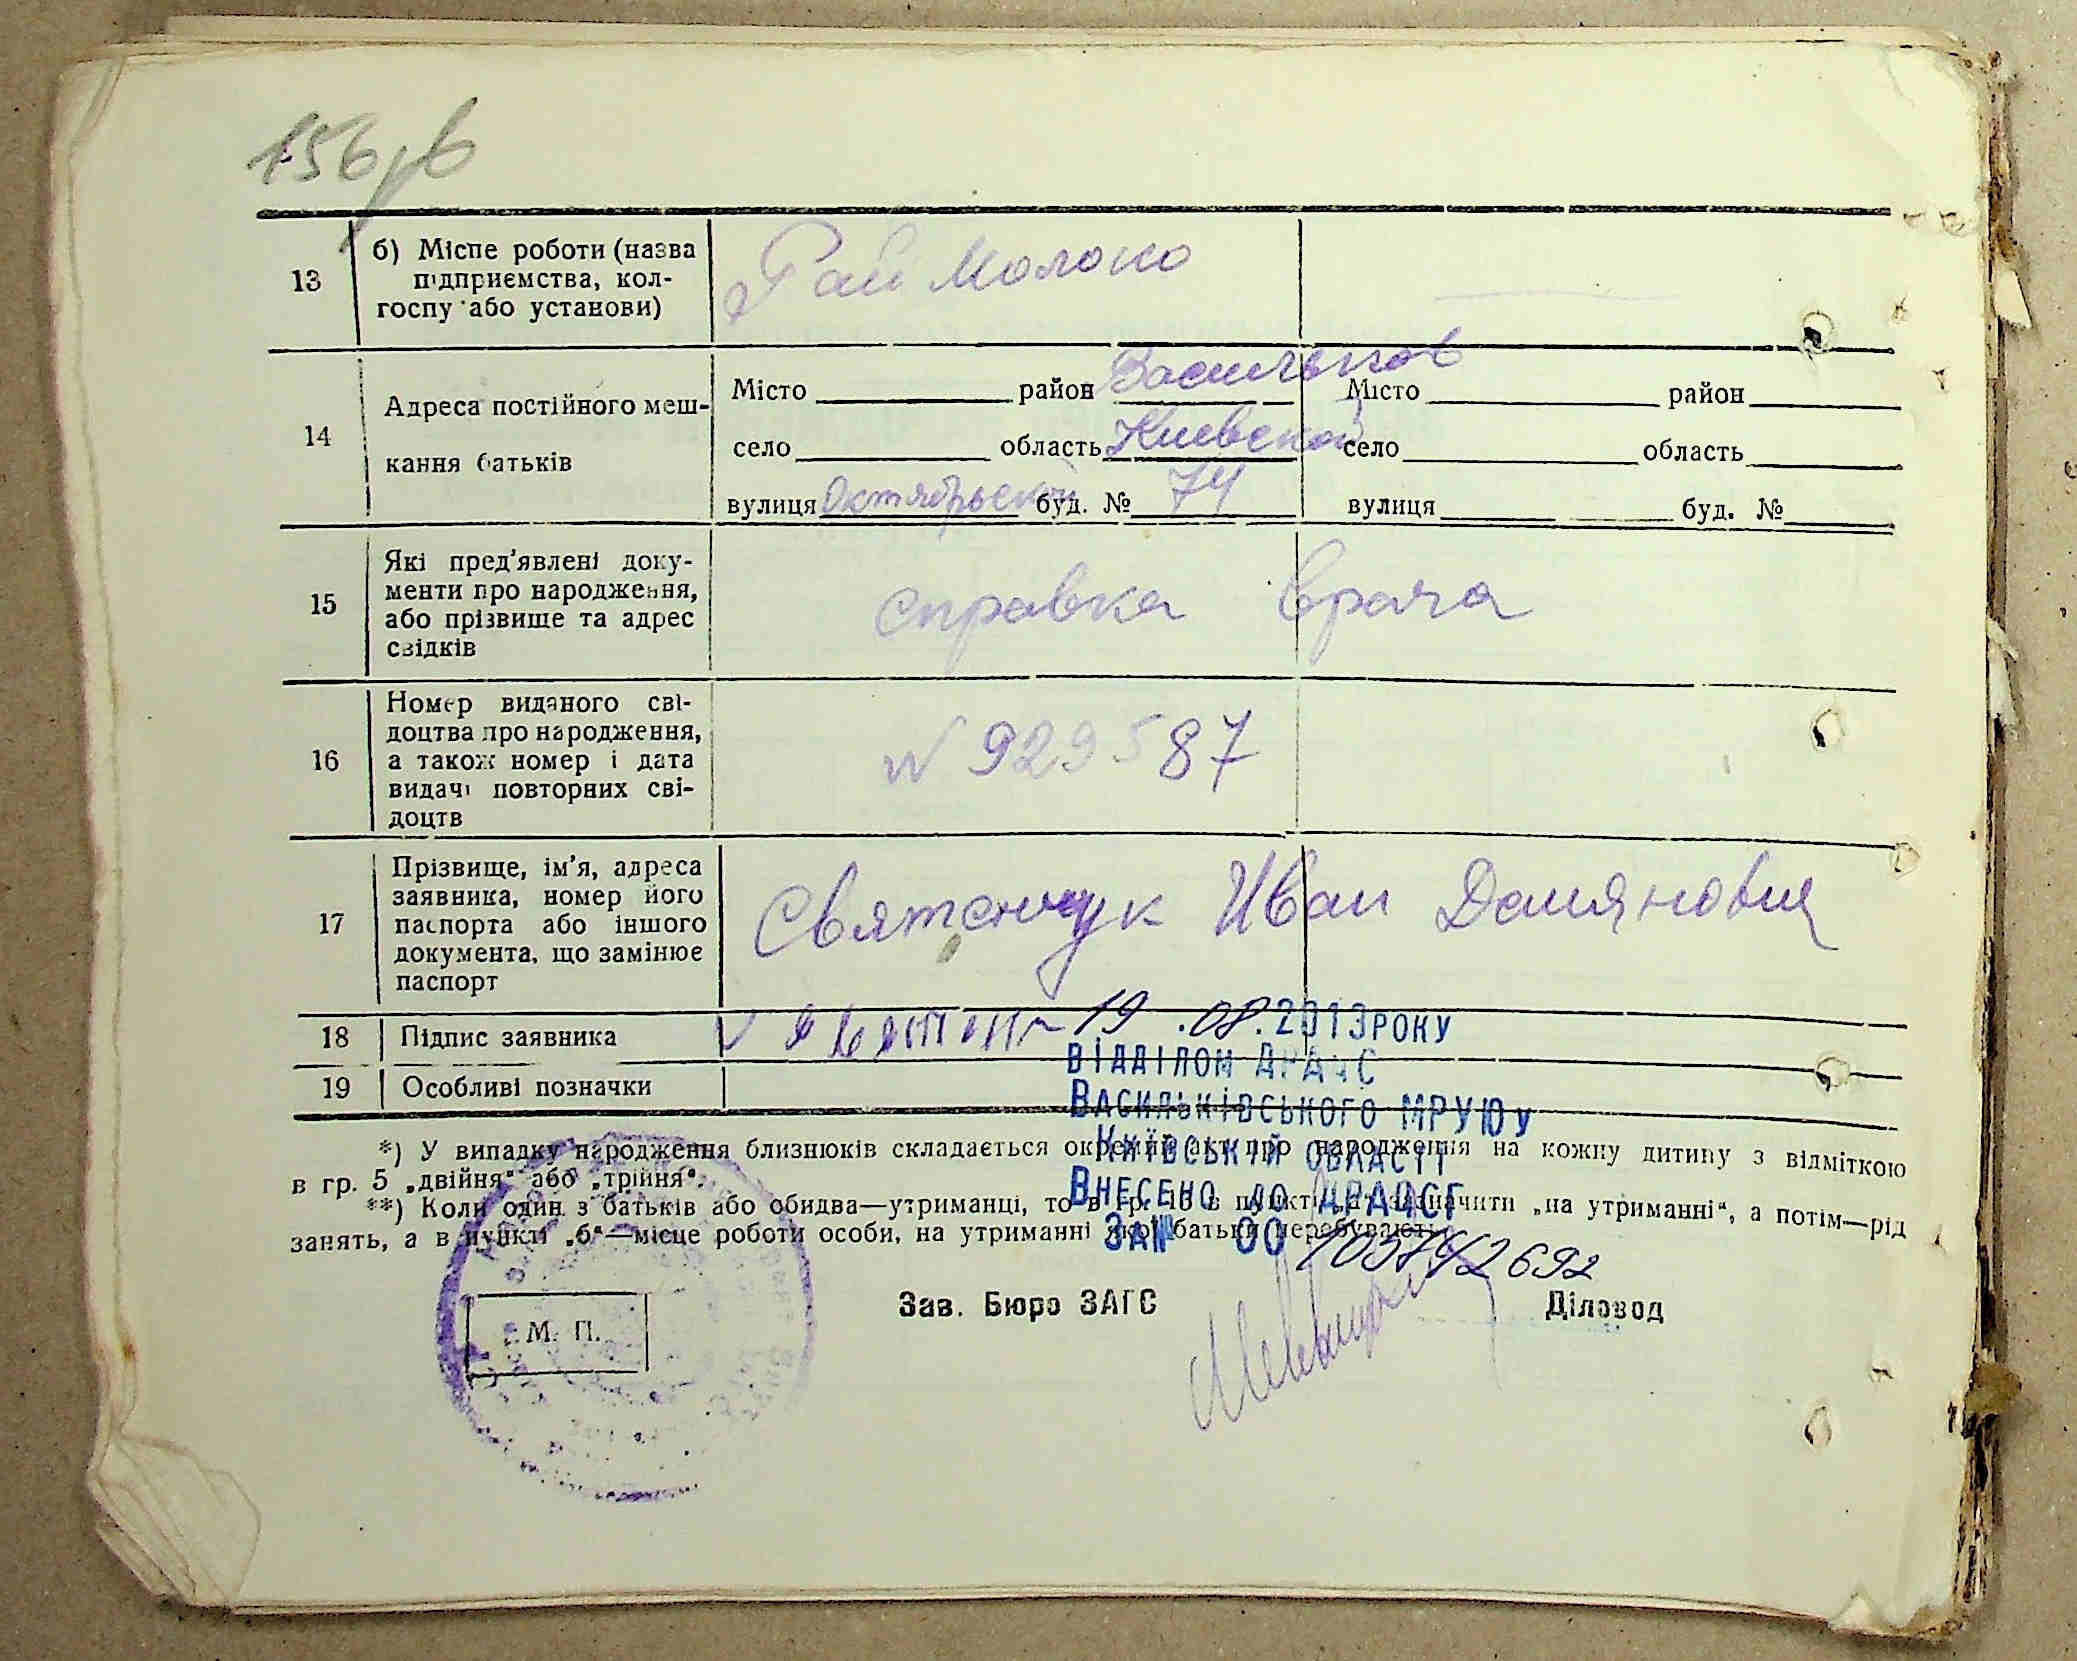 156зв
13
б) Місце роботи (назва
підприємства, кол-
госпу або установи)
Рай Молоко
14
Адреса постійного меш-
кання батьків
Місто район Васильков
село область Киевской
вулиця Октябрьской буд. № 74
Місто район
село область
вулиця буд. №
15
Які пред'явлені доку-
менти про народження,
або прізвище та адрес
свідків
справка врача
16
Номер виданого сві-
доцтва про народження,
а також номер і дата
видачі повторних сві-
доцтв
N 929587
17
Прізвище, ім'я, адреса
заявника, номер його
паспорта або іншого
документа, що замінює
паспорт
Святенчук Иван Домянович
18
Підпис заявника
19
Особливі позначки
19.08.2013 РОКУ
ВІДДІЛОМ ДРАЦС
ВАСИЛЬКІВСЬКОГО МРУЮ У
КИЇВСЬКІЙ ОБЛАСТІ
ВНЕСЕНО ДО ДРАЦСГ
ЗА № 00
*) У випадку народження близнюків складається окремий акт про народження на кожну дитину з відміткою
в гр. 5 „двійня“ або „трійня“.
**) Коли один з батьків або обидва—утриманці, то в гр. 13 в пункті „а“ зазначити „на утриманні“, а потім—рід
занять, а в пункті „б“—місце роботи особи, на утриманні якої батьки перебувають.
М. П.
Зав. Бюро ЗАГС
Діловод